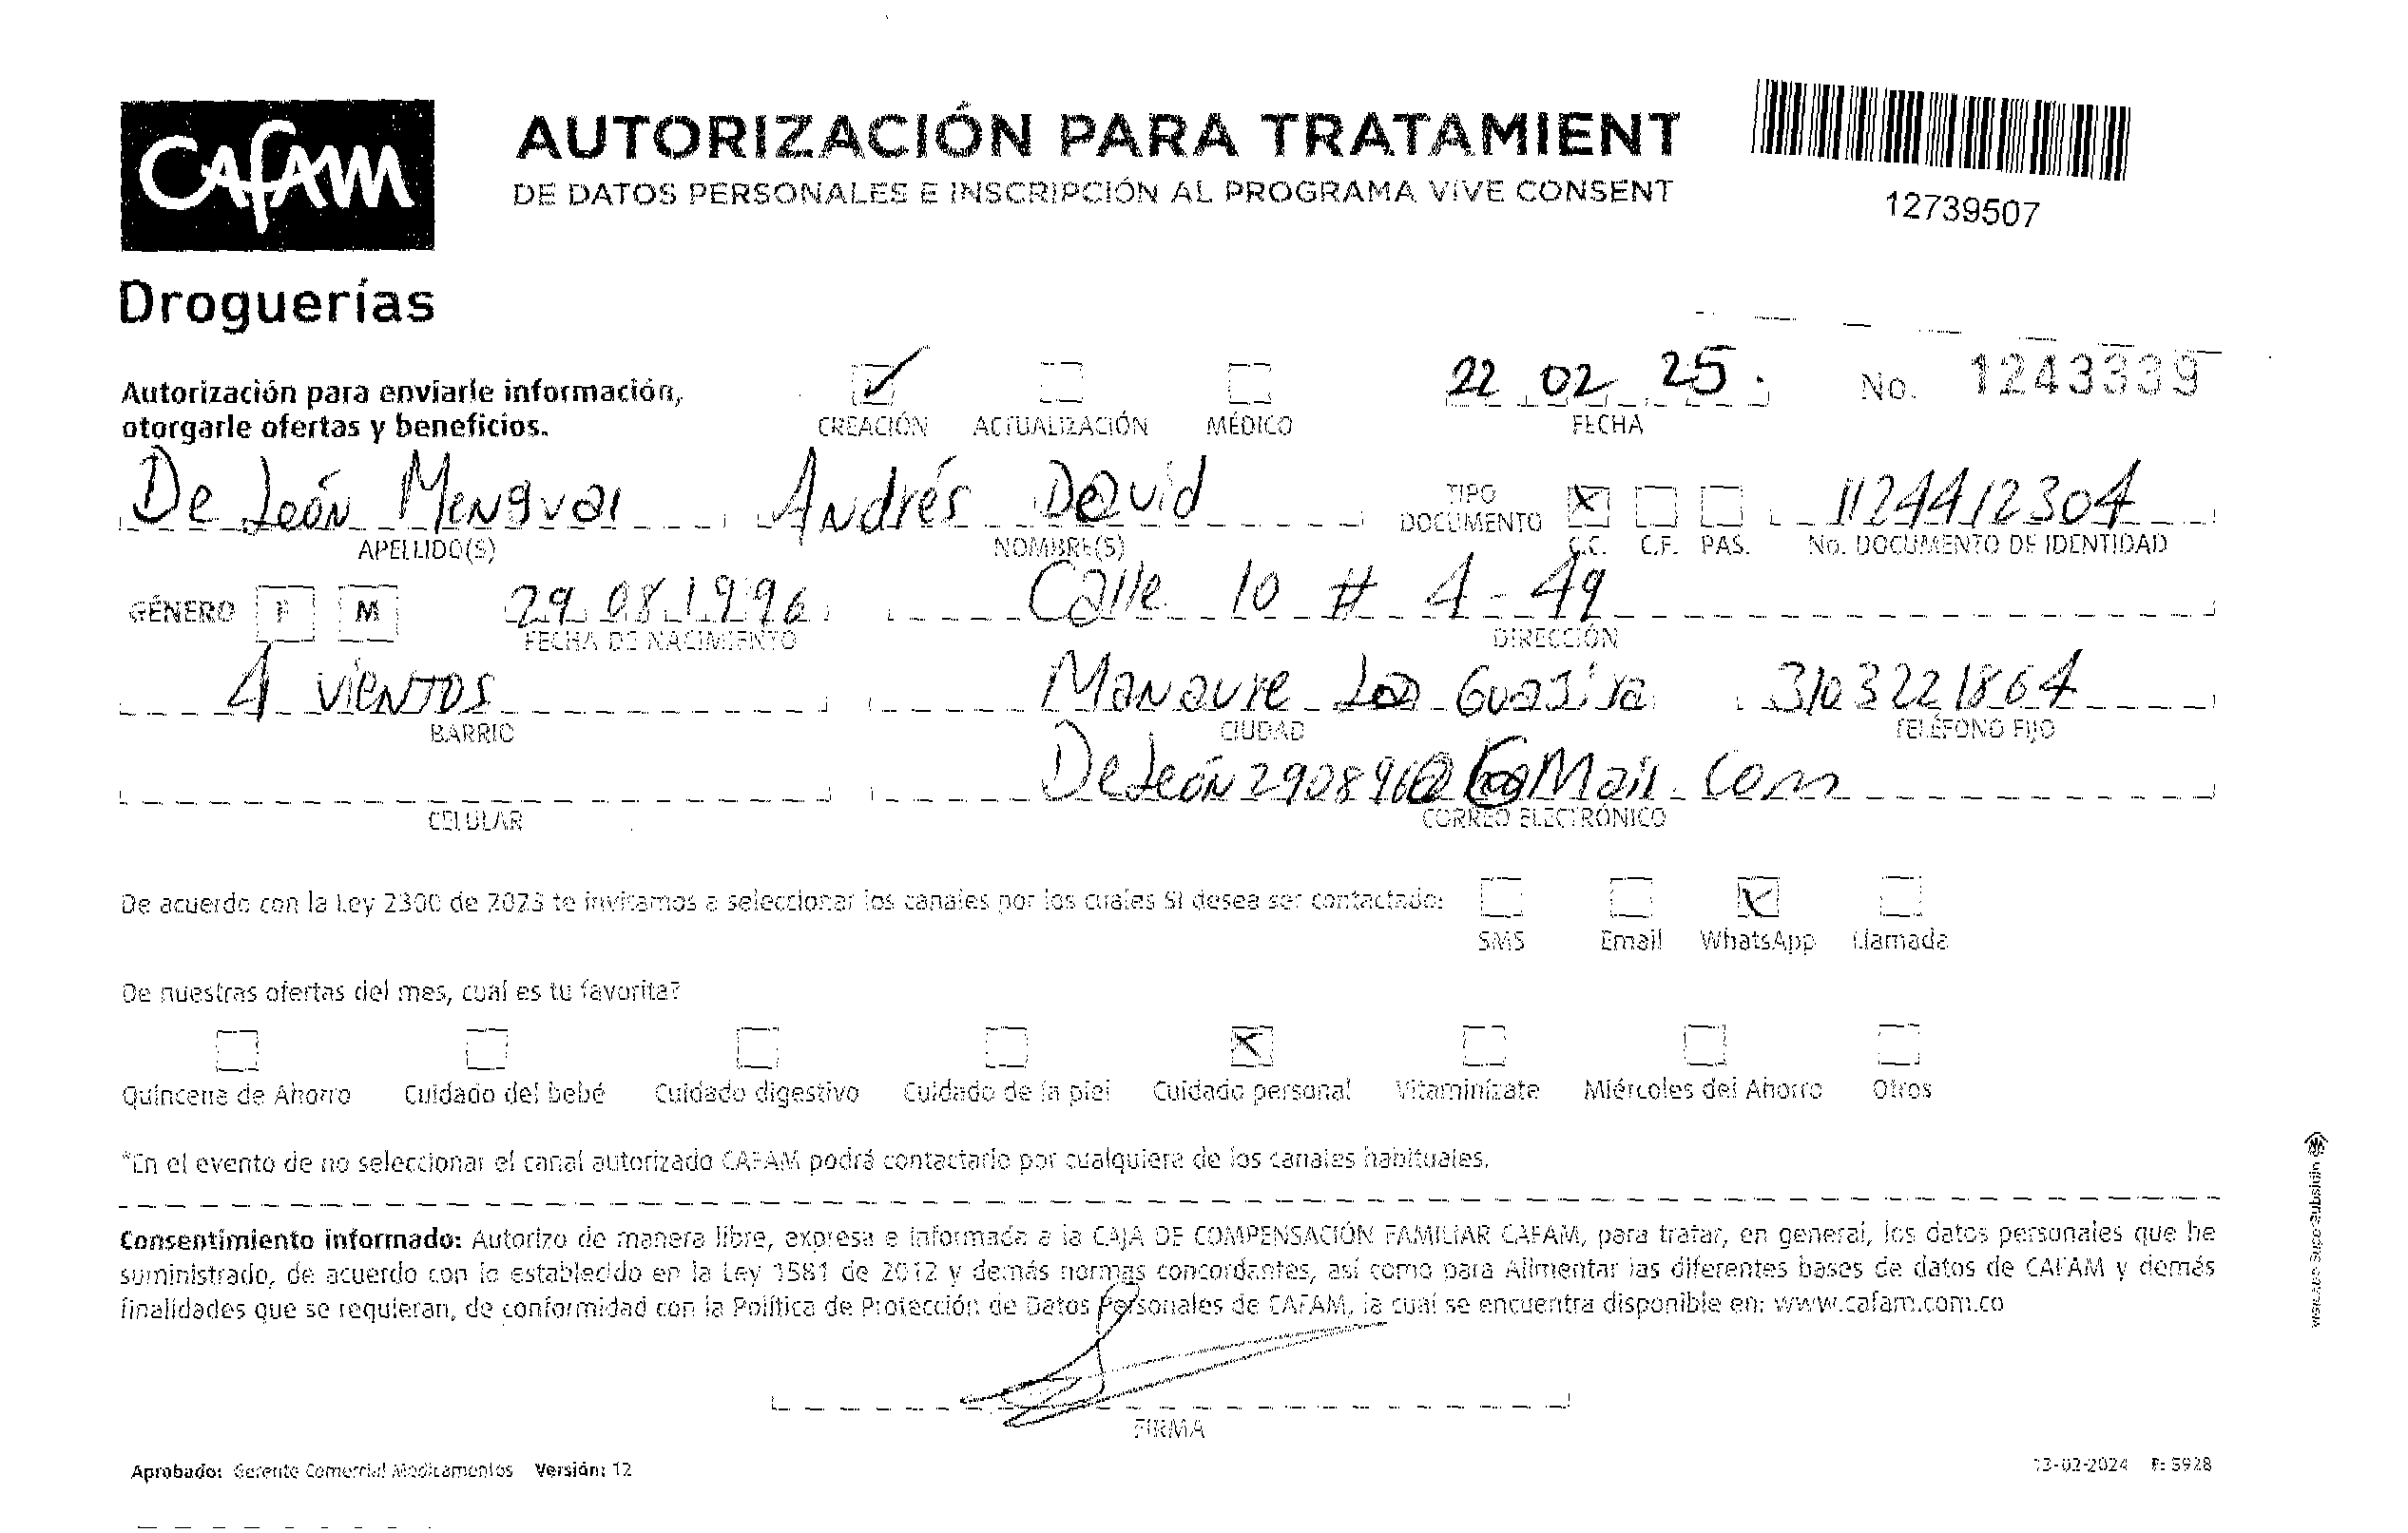 CAFAM
Droguerías
AUTORIZACIÓN PARA TRATAMIENT
DE DATOS PERSONALES E INSCRIPCIÓN AL PROGRAMA VIVE CONSENT
12739507
Autorización para enviarle información,
otorgarle ofertas y beneficios.
CREACIÓN ACTUALIZACIÓN MÉDICO
22 02 25
FECHA
No. 1243339
De León Mengual Andrés David
APELLIDO(S) NOMBRE(S)
TIPO
DOCUMENTO
X
C.C. C.E. PAS.
1124412304
No. DOCUMENTO DE IDENTIDAD
GÉNERO F M
29 08 1996 Calle 10 # 4-49
FECHA DE NACIMIENTO DIRECCIÓN
4 vientos Manaure La Guajira 3103221864
BARRIO CIUDAD TELÉFONO FIJO
DeLeón290896@GMail.com
CELULAR CORREO ELECTRÓNICO
De acuerdo con la Ley 2300 de 2023 te invitamos a seleccionar los canales por los cuales SI desea ser contactado:
SMS Email WhatsApp Llamada
De nuestras ofertas del mes, cual es tu favorita?
X
Quincena de Ahorro Cuidado del bebé Cuidado digestivo Cuidado de la piel Cuidado personal Vitaminízate Miércoles del Ahorro Otros
*En el evento de no seleccionar el canal autorizado CAFAM podrá contactarlo por cualquiera de los canales habituales.
Consentimiento informado: Autorizo de manera libre, expresa e informada a la CAJA DE COMPENSACIÓN FAMILIAR CAFAM, para tratar, en general, los datos personales que he
suministrado, de acuerdo con lo establecido en la Ley 1581 de 2012 y demás normas concordantes, así como para Alimentar las diferentes bases de datos de CAFAM y demás
finalidades que se requieran, de conformidad con la Política de Protección de Datos Personales de CAFAM, la cual se encuentra disponible en: www.cafam.com.co
FIRMA
Aprobado: Gerente Comercial Medicamentos Versión: 12
13-02-2024 F: 5928
VIGILADO SuperSubsidio